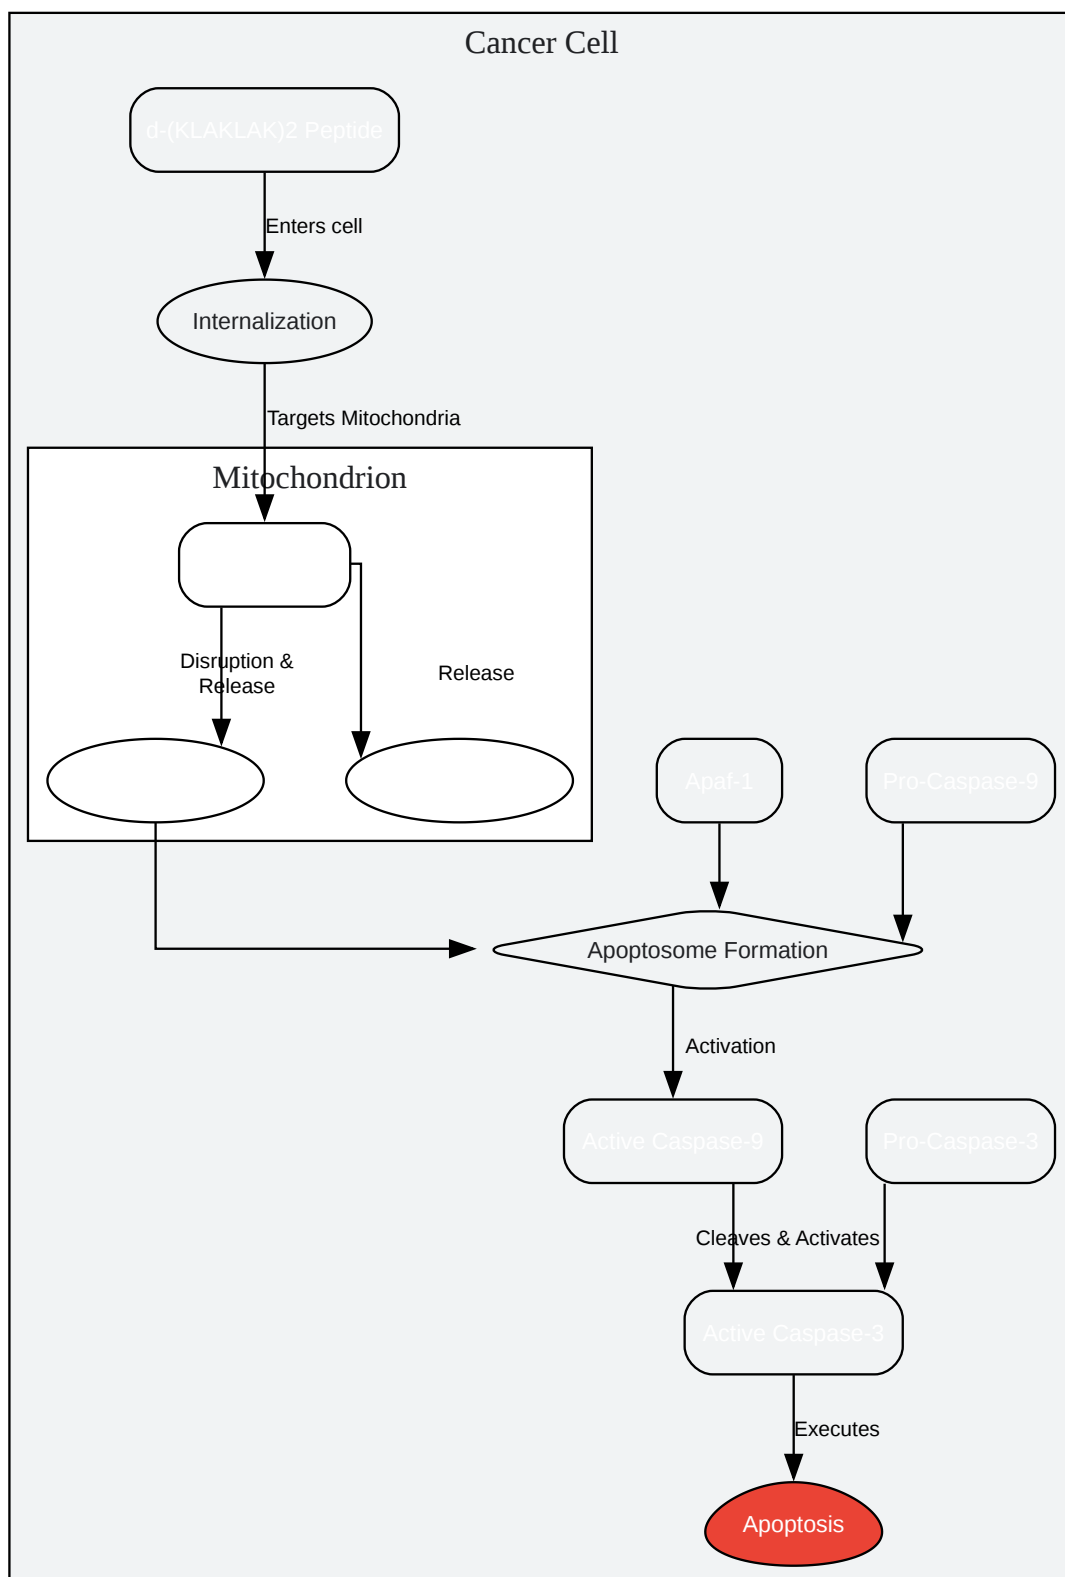 Cancer Cell
d-(KLAKLAK)2 Peptide
Enters cell
Internalization
Targets Mitochondria
Mitochondrion
Disruption &
Release
Release
Apaf-1
Pro-Caspase-9
Apoptosome Formation
Activation
Active Caspase-9
Pro-Caspase-3
Cleaves & Activates
Active Caspase-3
Executes
Apoptosis